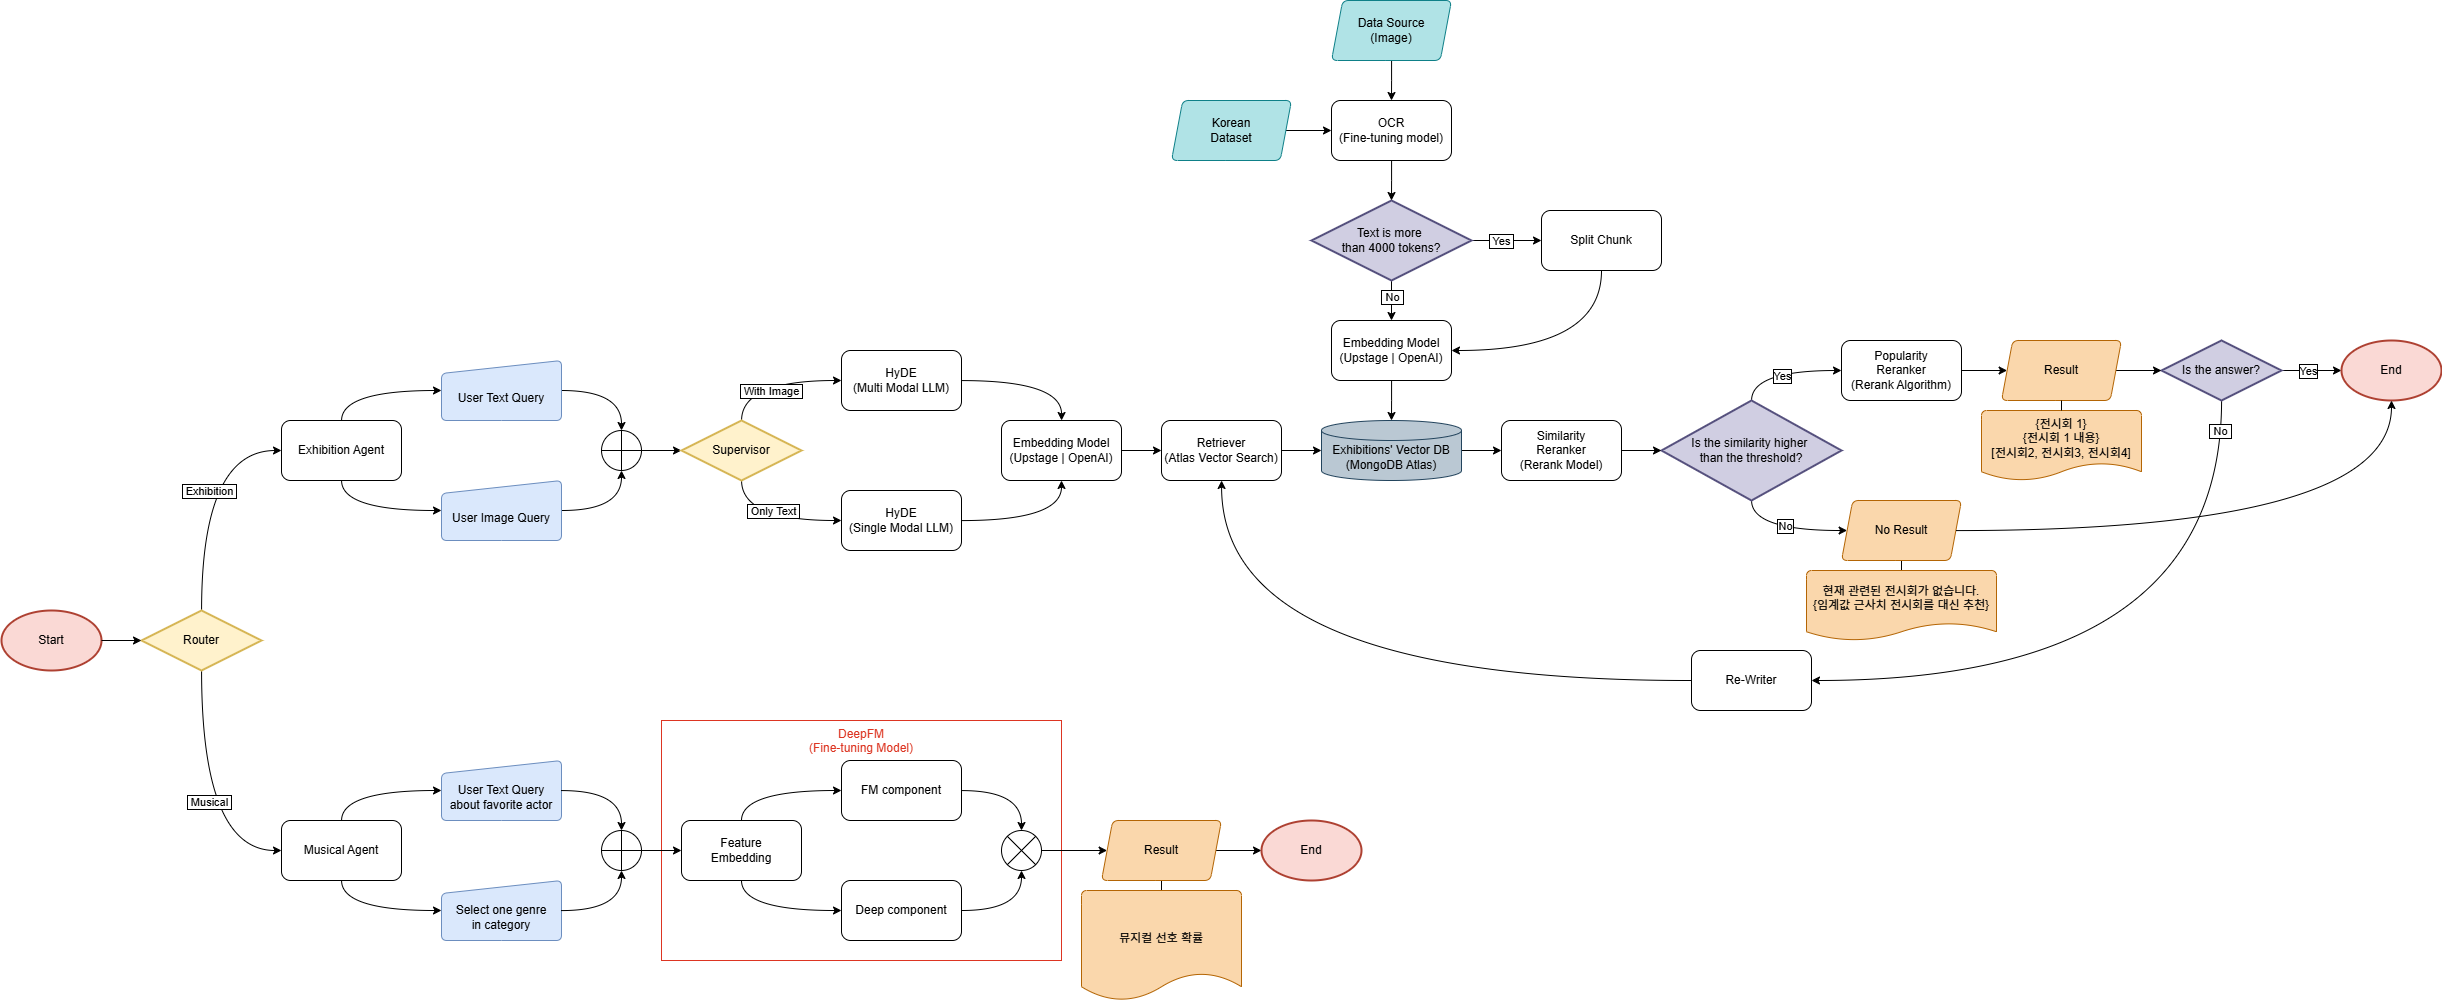 Data Source
(Image)
Korean
Dataset
OCR
(Fine-tuning model)
Text is more
than 4000 tokens?
Yes
Split Chunk
No
Embedding Model
(Upstage | OpenAI)
Exhibitions' Vector DB
(MongoDB Atlas)
Start
Router
Exhibition
Exhibition Agent
User Text Query
User Image Query
Supervisor
With Image
Only Text
HyDE
(Multi Modal LLM)
HyDE
(Single Modal LLM)
Embedding Model
(Upstage | OpenAI)
Retriever
(Atlas Vector Search)
Similarity
Reranker
(Rerank Model)
Is the similarity higher
than the threshold?
Yes
Popularity
Reranker
(Rerank Algorithm)
Result
{전시회 1}
{전시회 1 내용}
[전시회2, 전시회3, 전시회4]
Is the answer?
Yes
End
No
No
No Result
현재 관련된 전시회가 없습니다.
{임계값 근사치 전시회를 대신 추천}
Re-Writer
Musical
Musical Agent
User Text Query
about favorite actor
Select one genre
in category
DeepFM
(Fine-tuning Model)
Feature
Embedding
FM component
Deep component
Result
뮤지컬 선호 확률
End